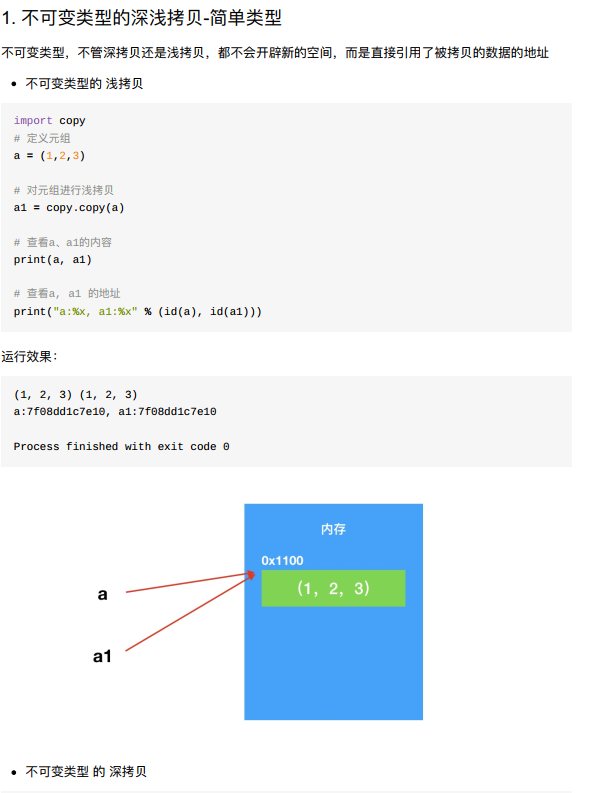 1. 不可变类型的深浅拷贝-简单类型
不可变类型，不管深拷贝还是浅拷贝，都不会开辟新的空间，而是直接引用了被拷贝的数据的地址
• 不可变类型的 浅拷贝
import copy
# 定义元组
a = (1,2,3)
# 对元组进行浅拷贝
a1 = copy.copy(a)
# 查看a、a1的内容
print(a, a1)
# 查看a, a1 的地址
print("a:%x, a1:%x" % (id(a), id(a1)))
运行效果：
(1, 2, 3) (1, 2, 3)
a:7f08dd1c7e10, a1:7f08dd1c7e10
Process finished with exit code 0
内存
0x1100
（1，2，3）
a
a1
• 不可变类型 的 深拷贝